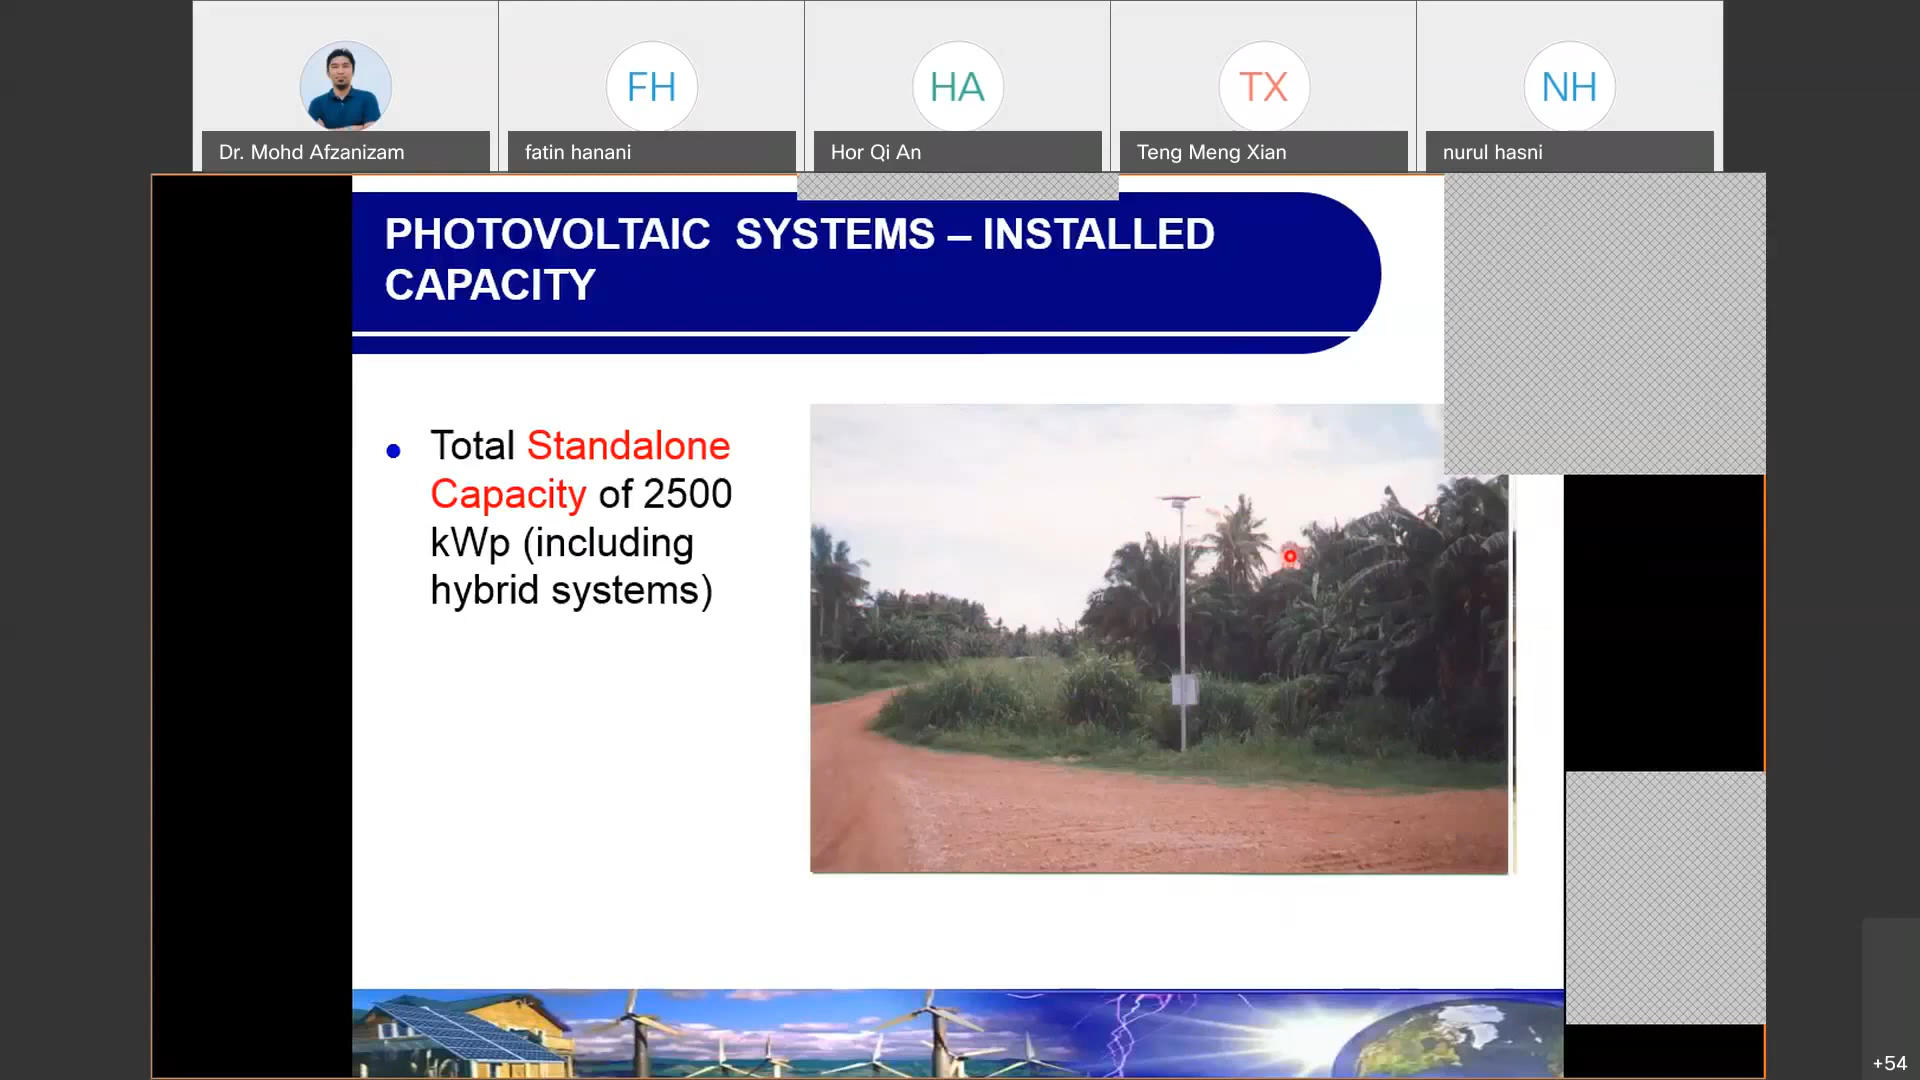 Dr. Mohd Afzanizam
FH
fatin hanani
HA
Hor Qi An
TX
Teng Meng Xian
NH
nurul hasni
PHOTOVOLTAIC SYSTEMS – INSTALLED
CAPACITY
• Total Standalone
Capacity of 2500
kWp (including
hybrid systems)
+54